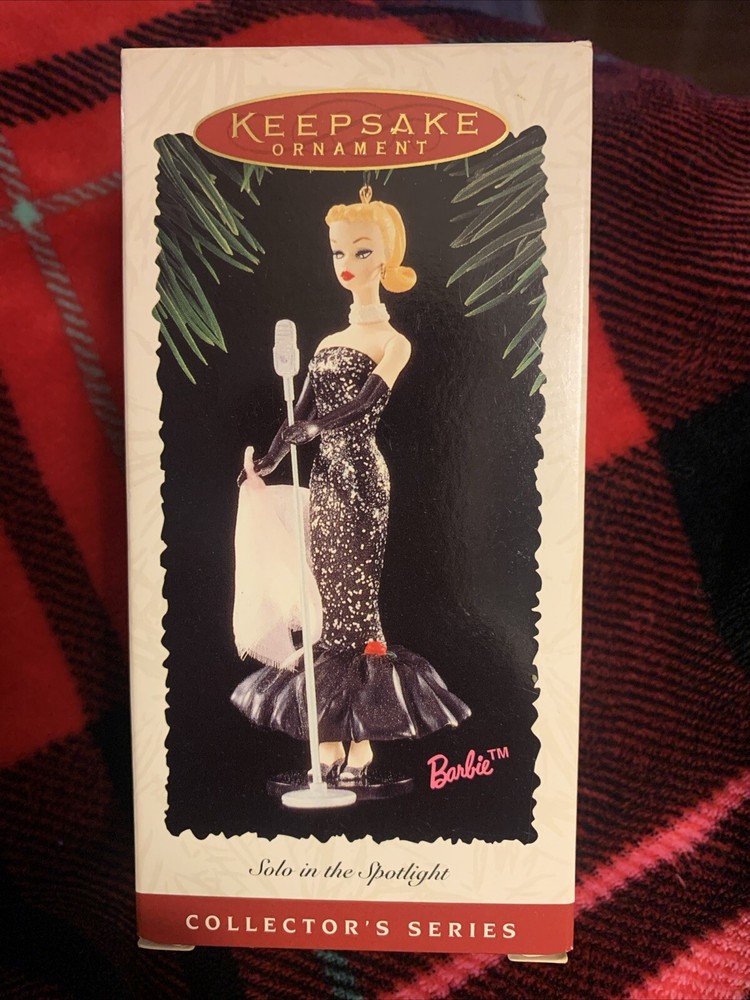 KEEPSAKE
ORNAMENT
Barbie™
Solo in the Spotlight
COLLECTOR'S SERIES